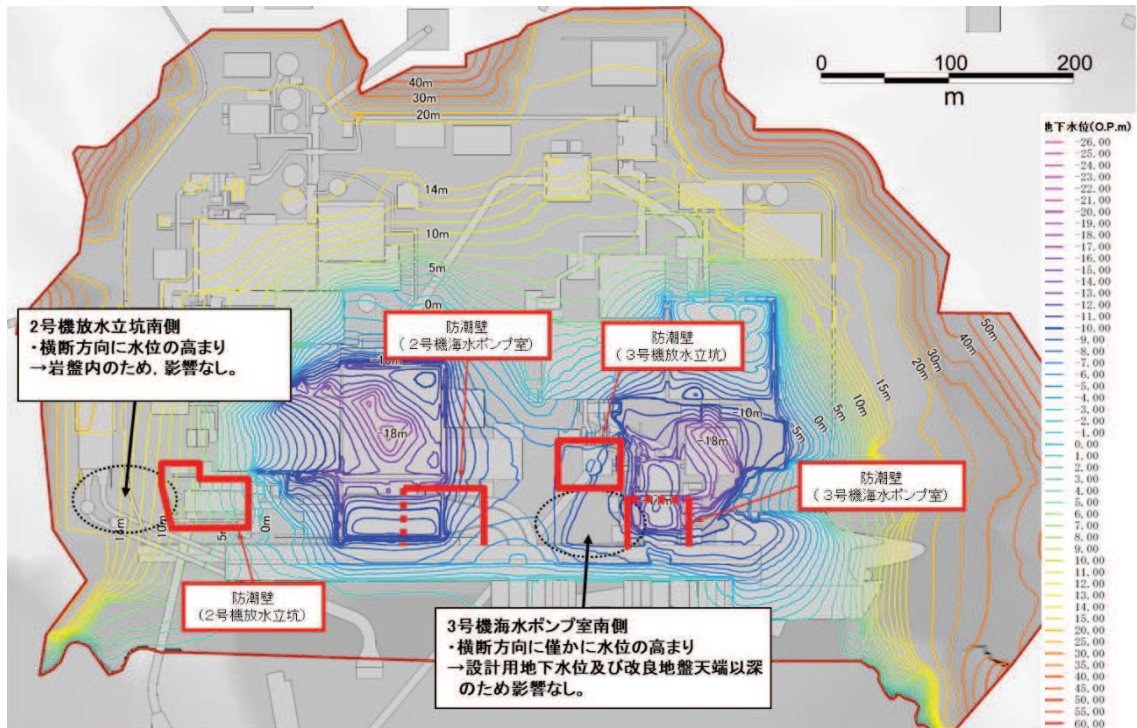 0 100 200
m
40m
30m
20m
14m
10m
5m
0m
50m
40m
30m
20m
15m
5m
0m
-5m
-10m
-18m
-18m
10m
0m
地下水位(O.P.m)
-26.00
-25.00
-24.00
-23.00
-22.00
-21.00
-20.00
-19.00
-18.00
-17.00
-16.00
-15.00
-14.00
-13.00
-12.00
-11.00
-10.00
-9.00
-8.00
-7.00
-6.00
-5.00
-4.00
-3.00
-2.00
-1.00
0.00
1.00
2.00
3.00
4.00
5.00
6.00
7.00
8.00
9.00
10.00
11.00
12.00
13.00
14.00
15.00
20.00
25.00
30.00
35.00
40.00
45.00
50.00
55.00
60.00
2号機放水立坑南側
・横断方向に水位の高まり
→岩盤内のため，影響なし。
防潮壁
(2号機海水ポンプ室)
防潮壁
(3号機放水立坑)
防潮壁
(3号機海水ポンプ室)
防潮壁
(2号機放水立坑)
3号機海水ポンプ室南側
・横断方向に僅かに水位の高まり
→設計用地下水位及び改良地盤天端以深
のため影響なし。